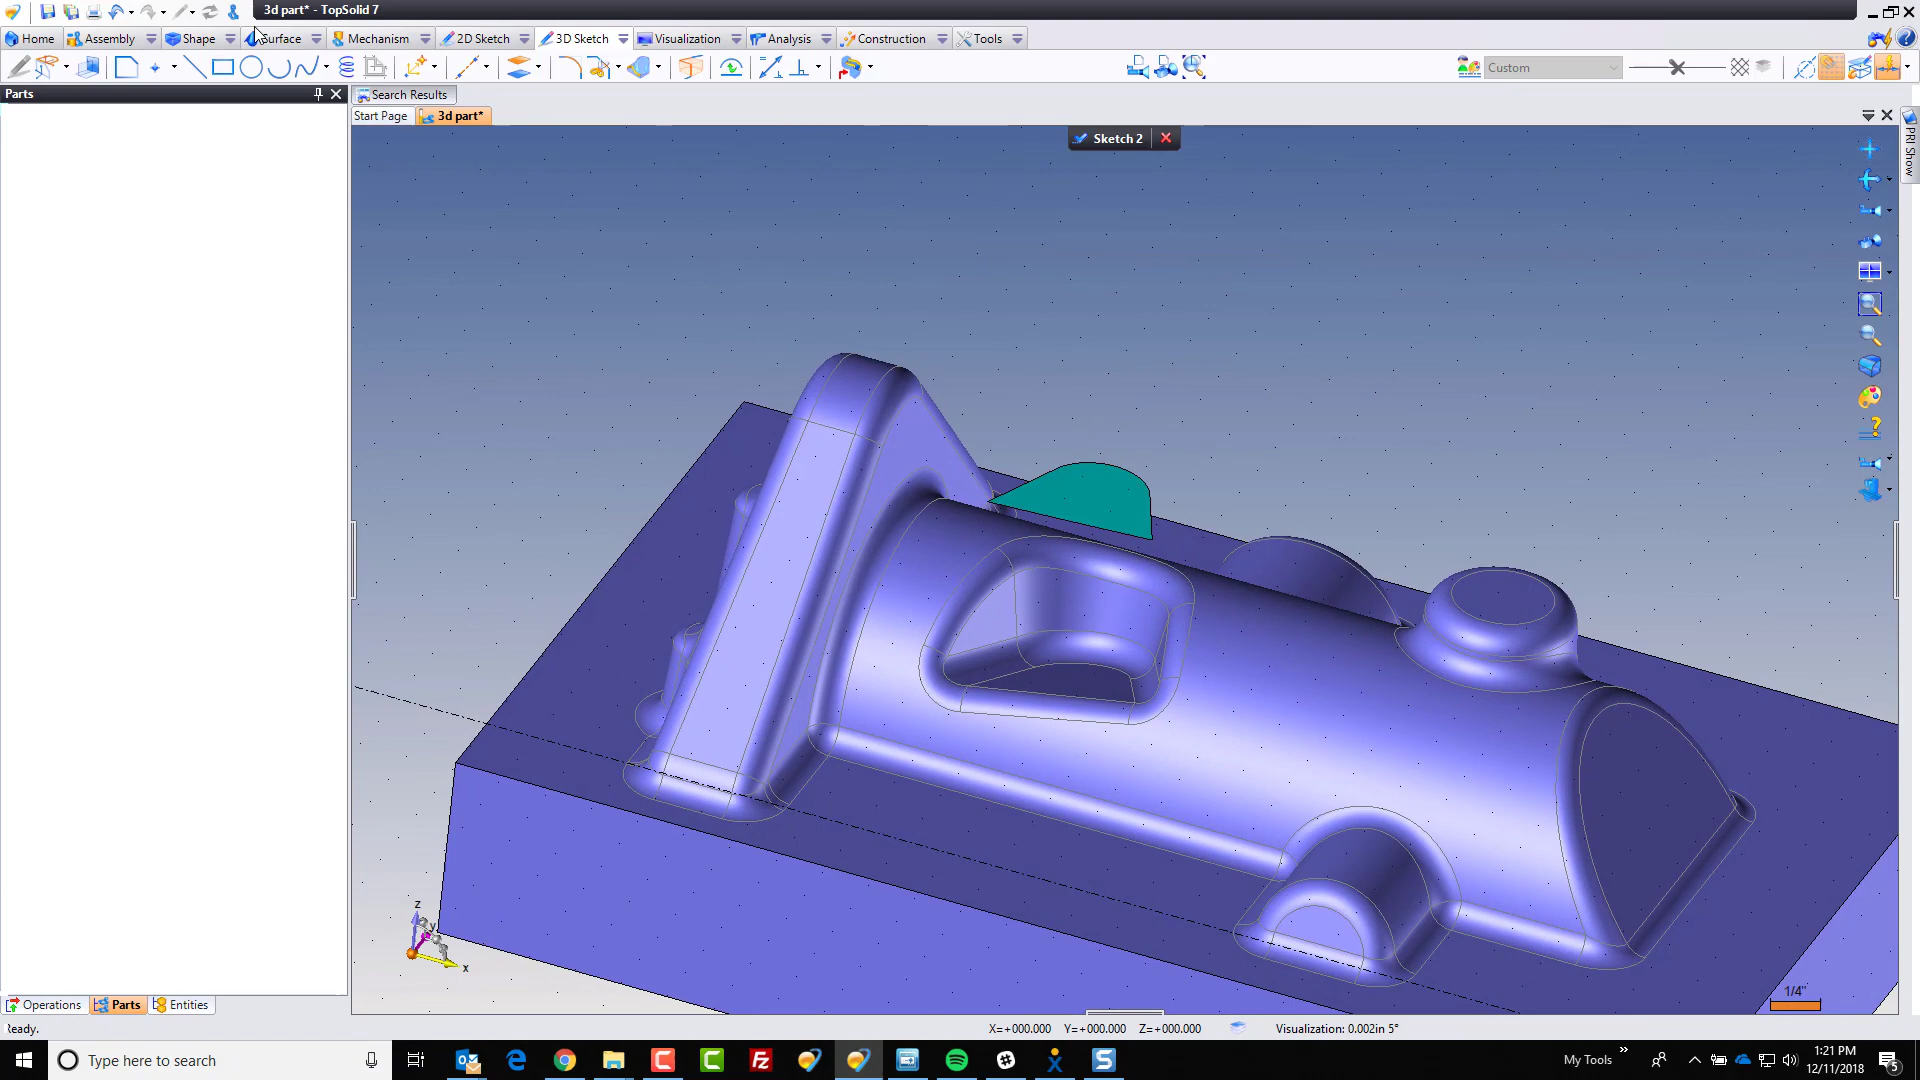 3d part* - TopSolid 7
Home
Assembly
Shape
Surface
Mechanism
2D Sketch
3D Sketch
Visualization
Analysis
Construction
Tools
Custom
Parts
Search Results
Start Page
3d part*
Sketch 2
PRI Show
z
y
x
1/4"
Operations
Parts
Entities
Ready.
X=+000.000 Y=+000.000 Z=+000.000
Visualization: 0.002in 5°
Type here to search
My Tools
1:21 PM
12/11/2018
5